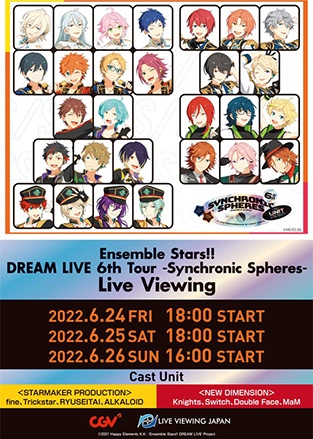 6th
SYNCHRONIC
SPHERES
UNIT
Ensemble Stars!!
DREAM LIVE 6th Tour -Synchronic Spheres-
Live Viewing
2022.6.24 FRI 18:00 START
2022.6.25 SAT 18:00 START
2022.6.26 SUN 16:00 START
Cast Unit
<STARMAKER PRODUCTION>
fine, Trickstar, RYUSEITAI, ALKALOID
<NEW DIMENSION>
Knights, Switch, Double Face, MaM
CGV
LIVE VIEWING JAPAN
©2021 Happy Elements K.K／Ensemble Stars!! DREAM LIVE Project